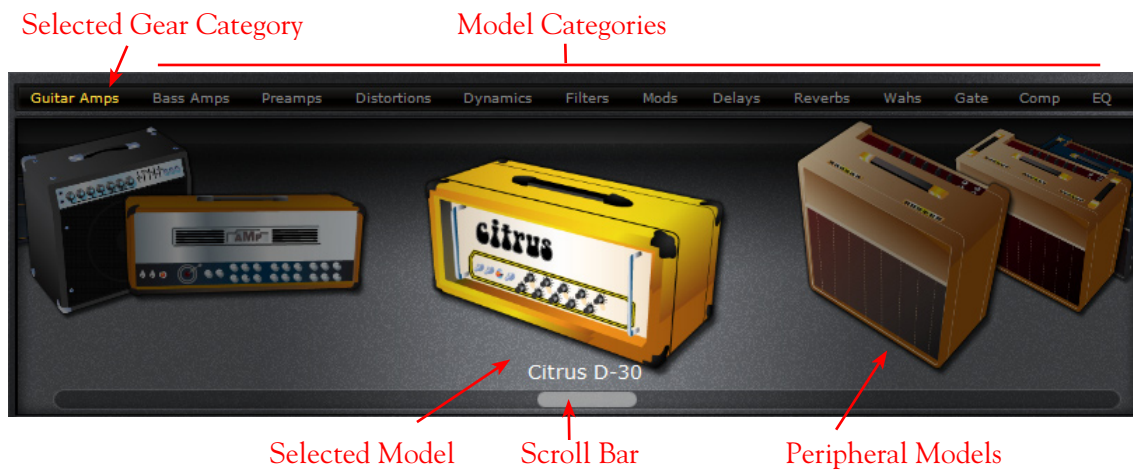 Selected Gear Category
Model Categories
Guitar Amps Bass Amps Preamps Distortions Dynamics Filters Mods Delays Reverbs Wahs Gate Comp EQ
AMP
citrus
Citrus D-30
Selected Model
Scroll Bar
Peripheral Models